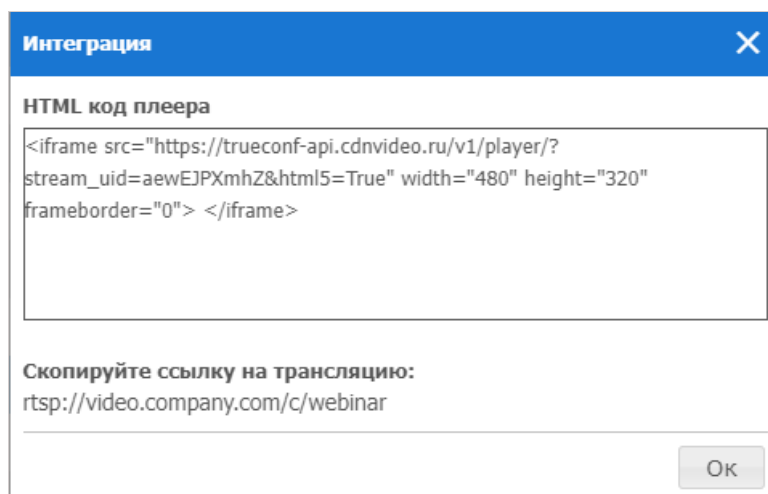 Интеграция
HTML код плеера
<iframe src="https://trueconf-api.cdnvideo.ru/v1/player/?
stream_uid=aewEJPXmhZ&html5=True" width="480" height="320"
frameborder="0"> </iframe>
Скопируйте ссылку на трансляцию:
rtsp://video.company.com/c/webinar
Ок